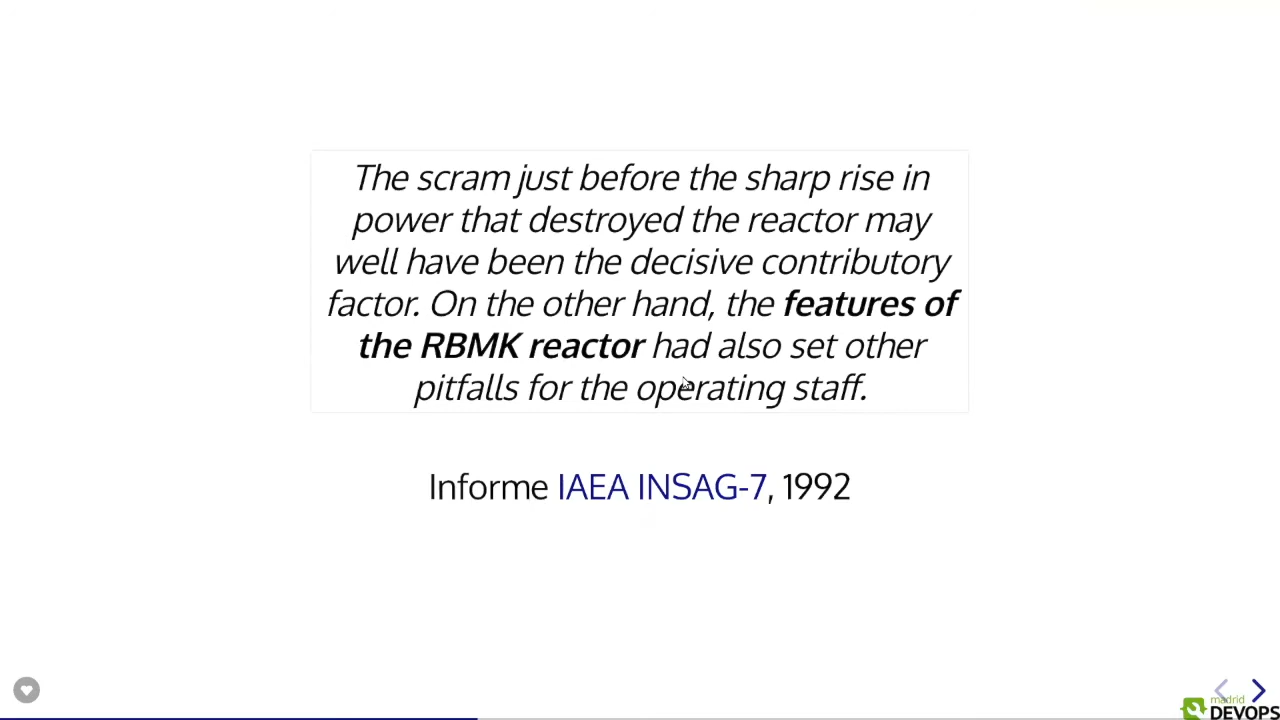 The scram just before the sharp rise in
power that destroyed the reactor may
well have been the decisive contributory
factor. On the other hand, the features of
the RBMK reactor had also set other
pitfalls for the operating staff.
Informe IAEA INSAG-7, 1992
madrid
DEVOPS